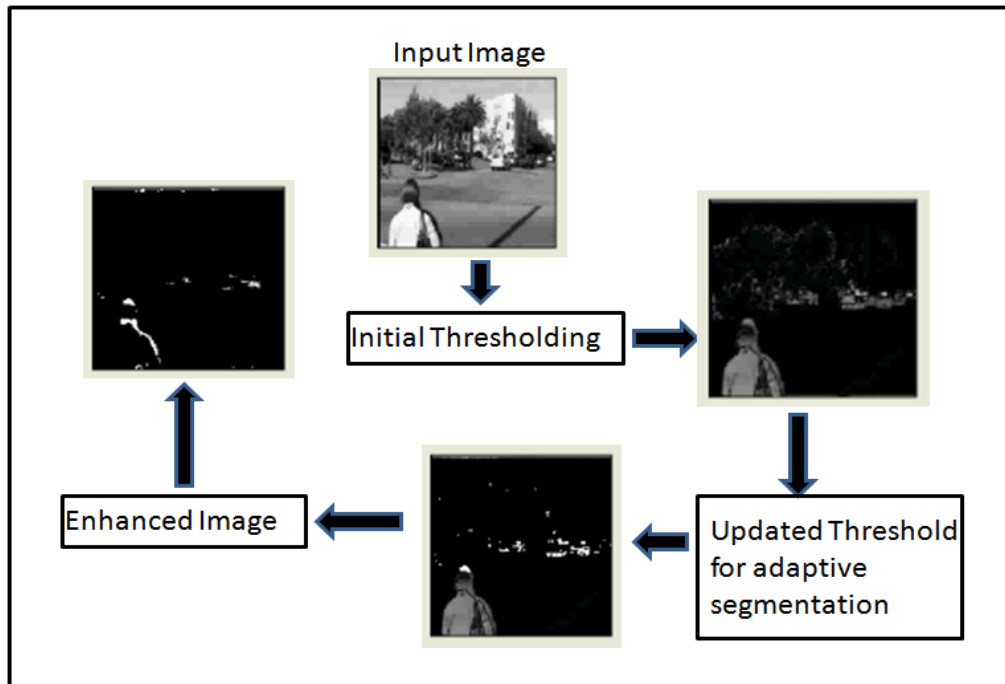 Input Image
Initial Thresholding
Updated Threshold
for adaptive
segmentation
Enhanced Image